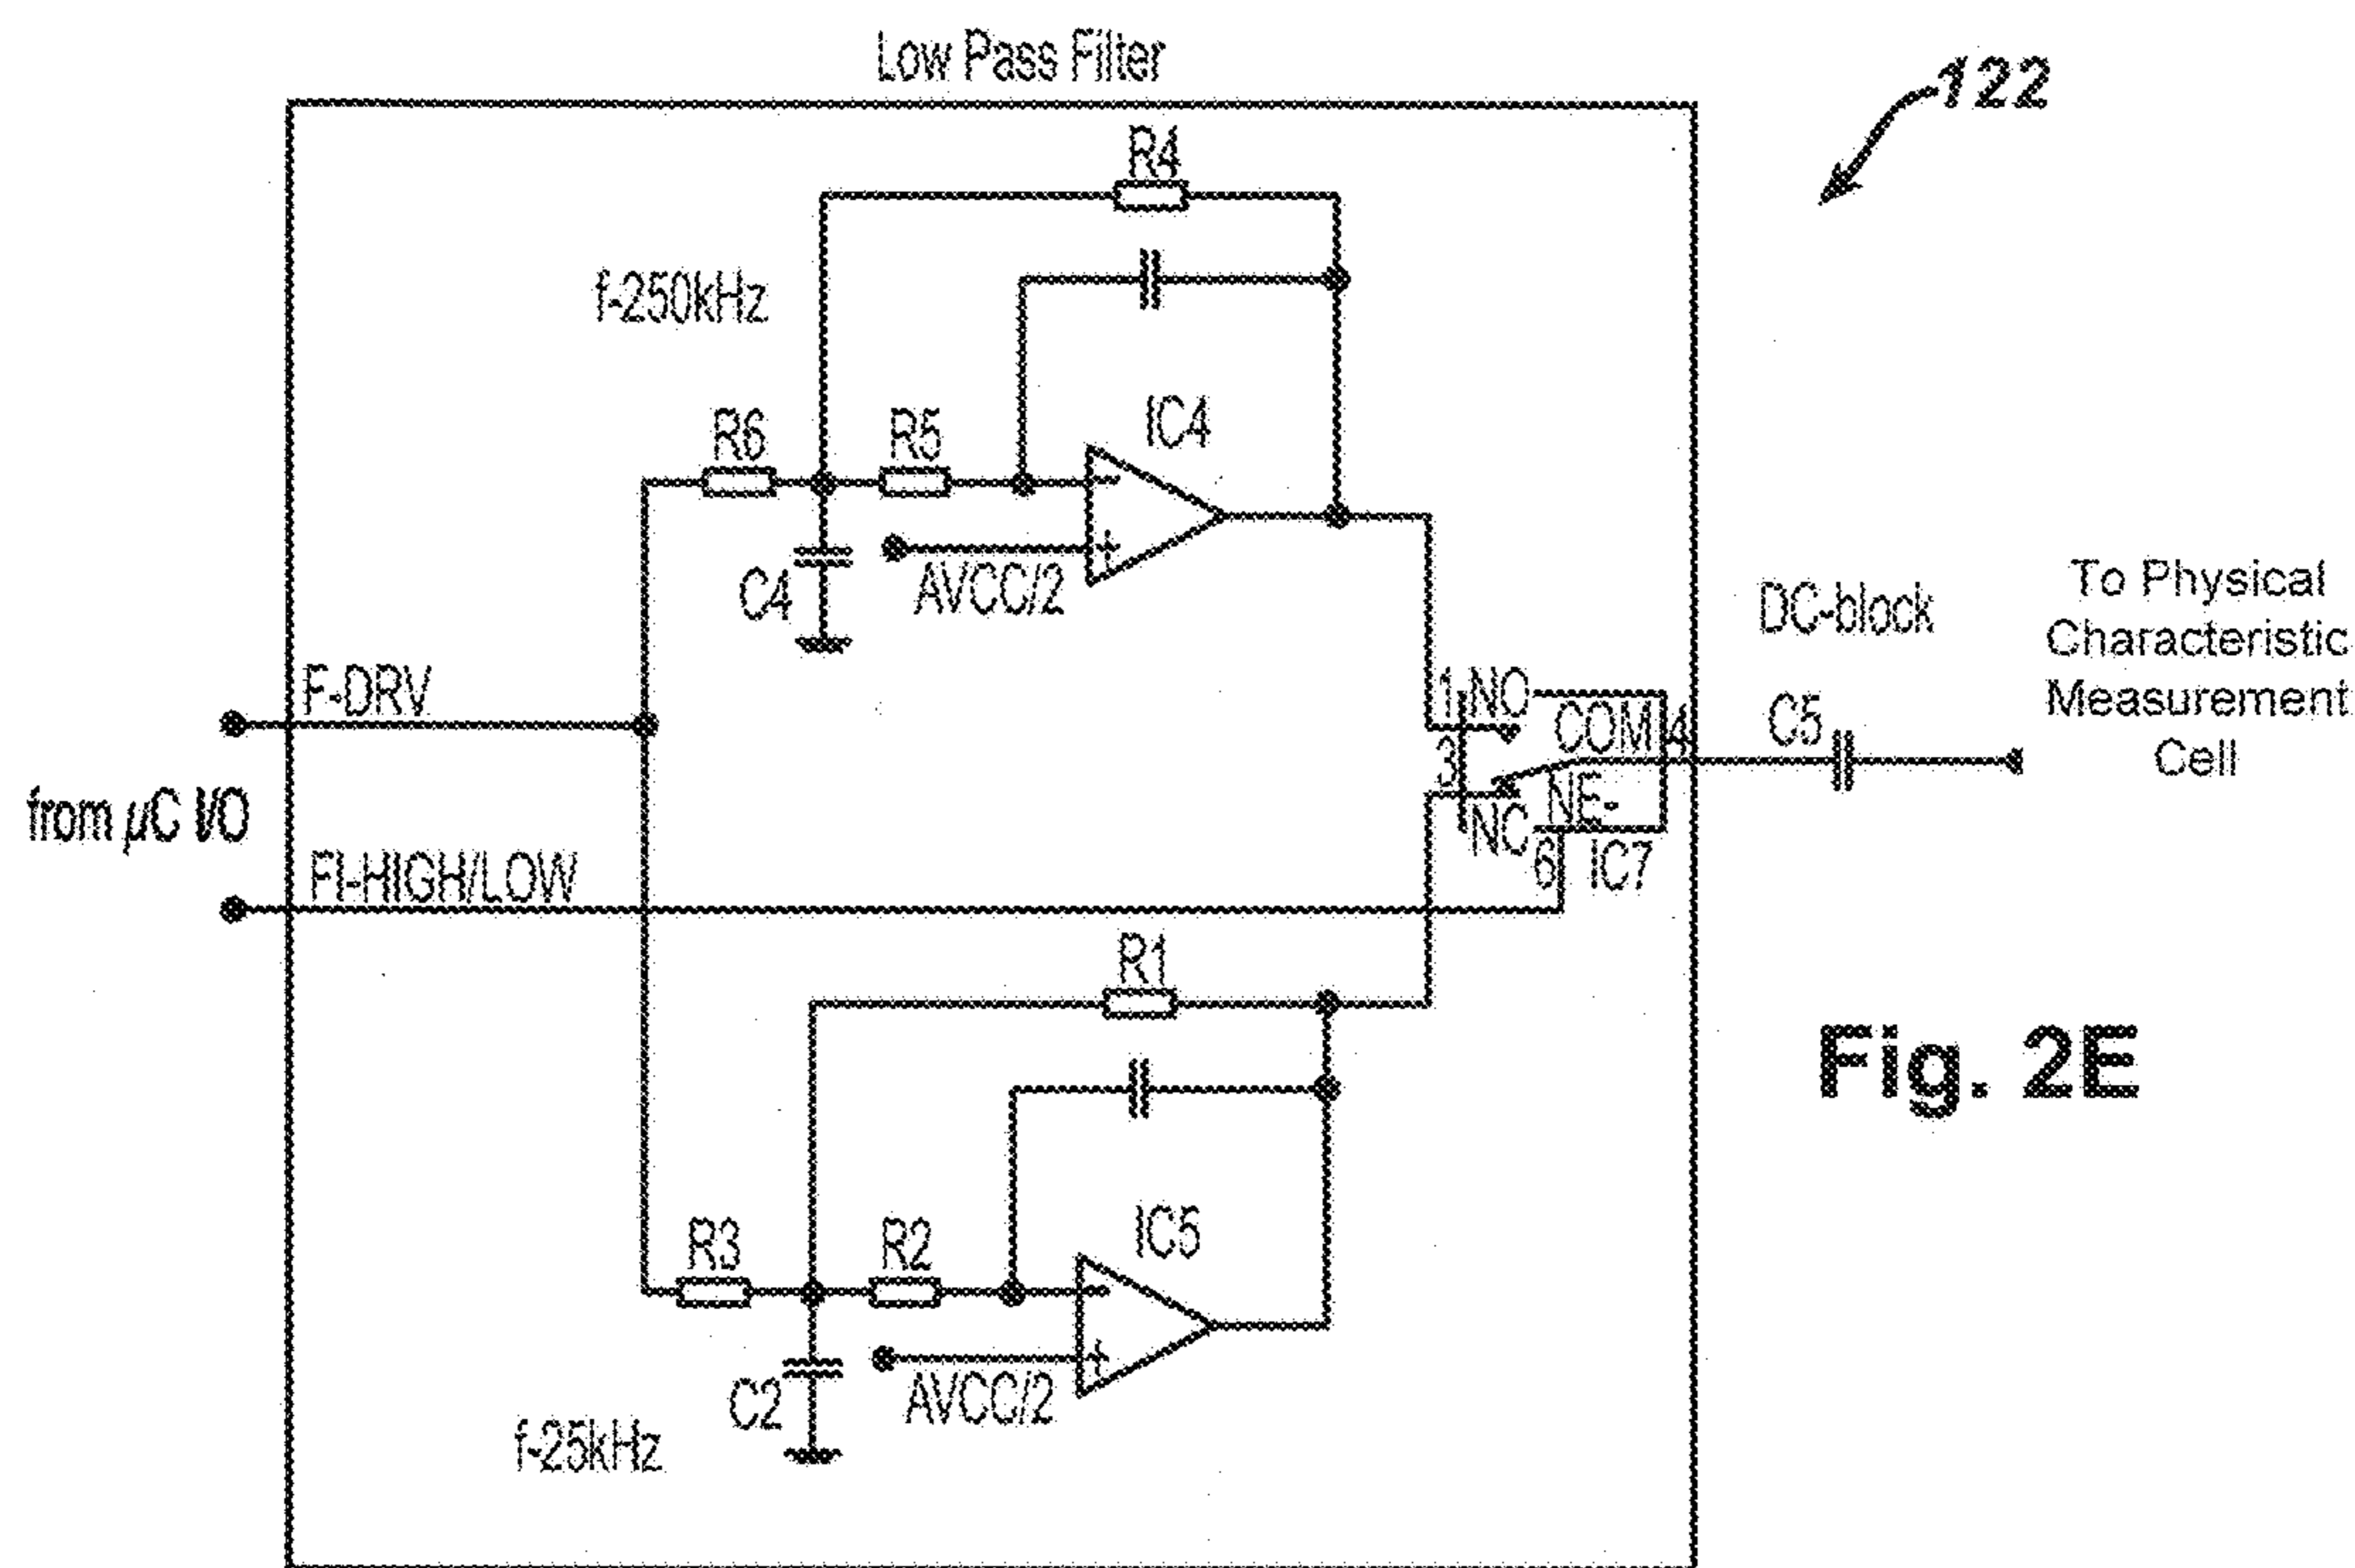 Low Pass Filter
122
R4
f-250kHz
R6
R5
IC4
C4
AVCC/2
To Physical
Characteristic
Measurement
Cell
DC-block
C5
F-DRV
from µC I/O
FI-HIGH/LOW
1
NO
COM
4
3
NE-
NC
6
IC7
R1
Fig. 2E
R3
R2
IC5
C2
AVCC/2
f-25kHz